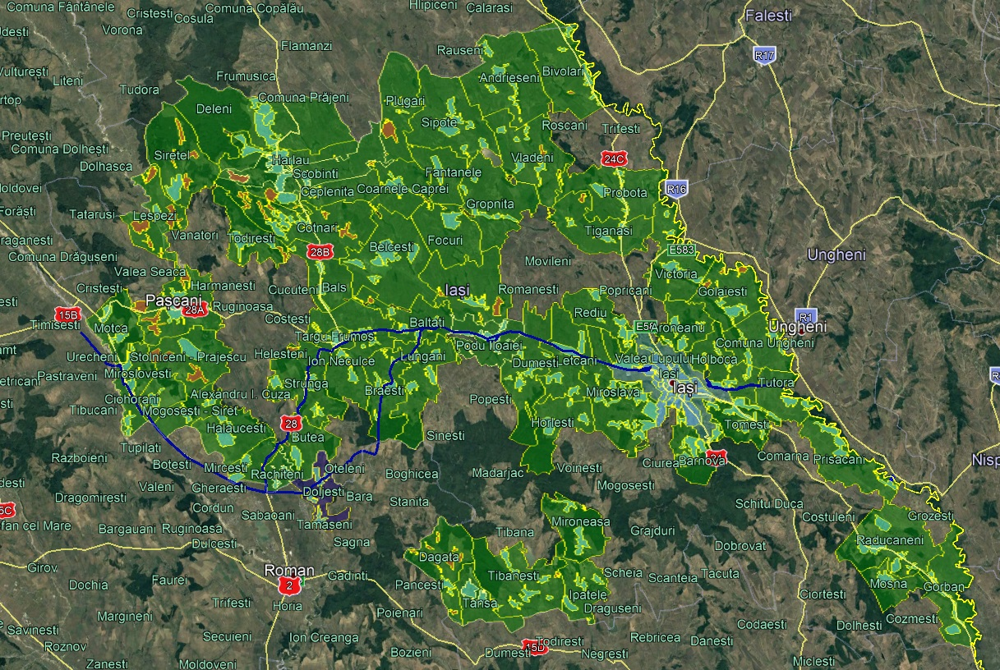 Comuna Fântânele
Cristesti
Comuna Copălău
Hlipiceni
Calarasi
Cosula
Vorona
Falesti
Flamanzi
Rauseni
R17
Liteni
Frumusica
Andrieseni
Bivolari
Tudora
Deleni
Comuna Prăjeni
Plugari
Sipote
Roscani
Trifesti
Preutești
Comuna Dolhești
Dolhasca
Siretel
Harlau
Vladeni
24C
Scobinti
Fantanele
Ceplenita
Coarnele Caprei
Probota
R16
Gropnita
Tatarusi
Lespezi
Gotnari
Vanatori
Todiresti
Tiganasi
Focuri
Belcesti
28B
E583
Ungheni
Comuna Drăguseni
Movileni
Valea Seaca
Victoria
Harmanesti
Cristesti
Cucuteni
Bals
Iași
Romanesti
Popricani
Golaiesti
Pascani
28A
Ruginoasa
15B
Timisesti
Motca
Costesti
Rediu
R1
Baltati
E5A
Aroneanu
Ungheni
Targu Frumos
Podu Iloaiei
Comuna Ungheni
Urecheni
Stolniceni - Prajescu
Helesteni
Ion Neculce
Lungani
Dumesti
Letcani
Valea Lupului
Holboca
Pastraveni
Miroslovesti
Iasi
Iași
Tutora
Strunga
Braesti
Miroslava
Tibucani
Ciohorani
Alexandru I. Cuza
Popesti
Vogosesti - Siret
28
Horlesti
Tomesti
Halaucesti
Butea
Sinesti
Tupilati
Razboieni
Botesti
Mircesti
Rachiteni
Oteleni
Boghicea
Madarjac
Voinesti
Ciurea
Barnova
24
Comarna
Prisacani
Valeni
Gheraesti
Doljesti
Bara
Mogosesti
Dragomiresti
Stanita
Schitu Duca
Cordun
Sabaoani
Costuleni
Grozesti
Tamaseni
Mironeasa
Bargauani
Ruginoasa
Tibana
Grajduri
Dulcesti
Sagna
Dobrovat
Raducaneni
Dagata
Girov
Roman
Gadinti
Tibanesti
Scheia
Tacuta
Dochia
Faurei
2
Pancesti
Scanteia
Mosna
Gorban
Trifesti
Horia
Tansa
Ipatele
Ciortesti
Margineni
Poienari
Draguseni
Codaesti
Cozmesti
Savinesti
Secuieni
Ion Creanga
Todiresti
Rebricea
Danesti
Dolhesti
Roznov
15D
Bozieni
Dumesti
Negresti
Zanesti
Moldoveni
Miclesti